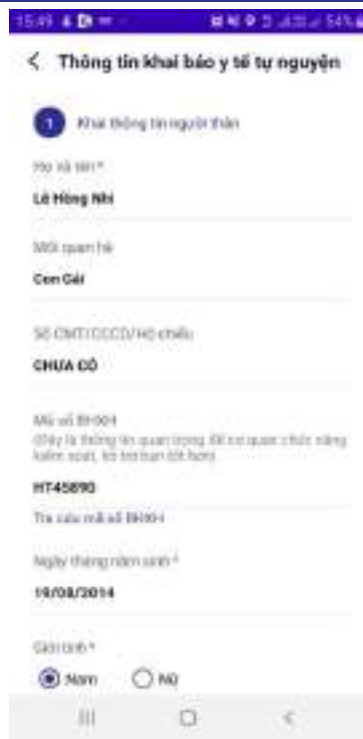 15:49 54%
Thông tin khai báo y tế tự nguyện
1 Khai thông tin người thân
Họ và tên *
Lê Hồng Nhi
Mối quan hệ
Con Gái
Số CMT/CCCD/Hộ chiếu
CHƯA CÓ
Mã số BHXH
(Đây là thông tin quan trọng để cơ quan chức năng
kiểm soát, hỗ trợ bạn tốt hơn)
HT45890
Tra cứu mã số BHXH
Ngày tháng năm sinh *
19/08/2014
Giới tính *
Nam Nữ